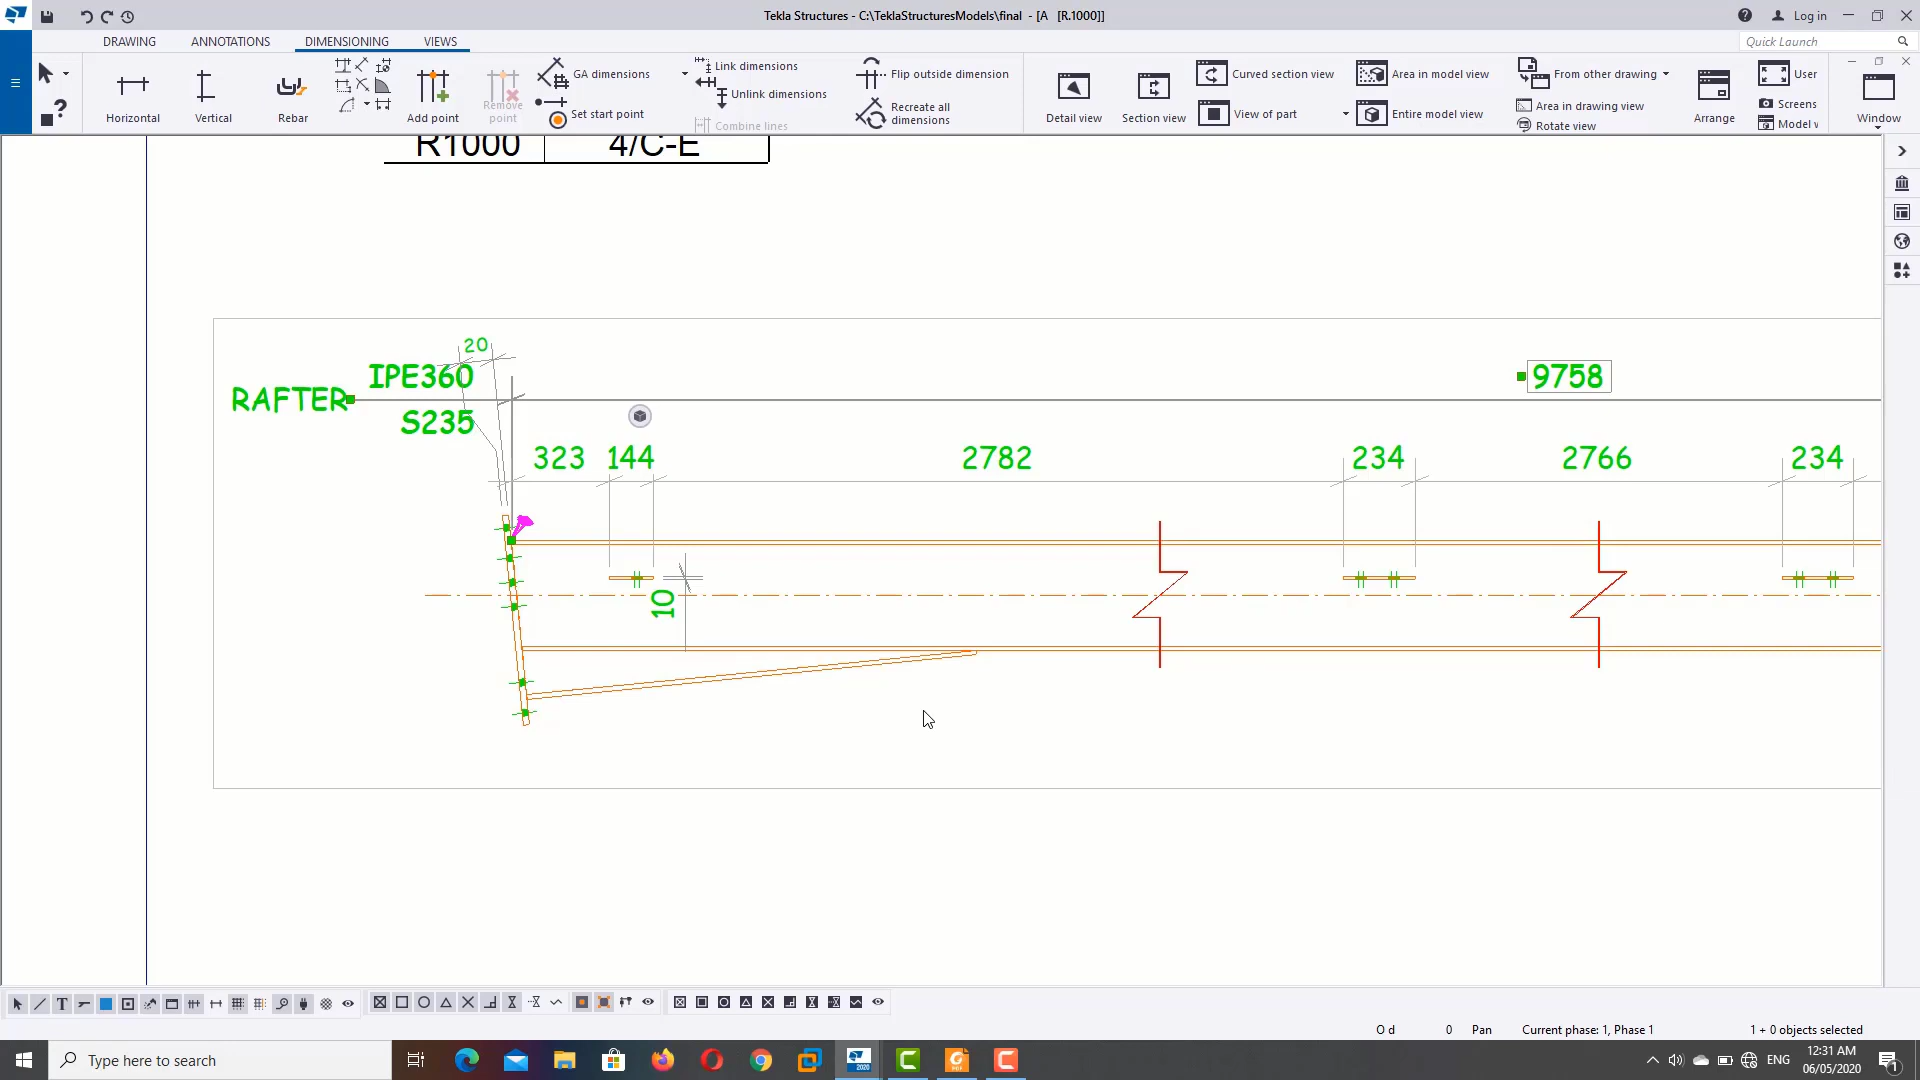 Tekla Structures - C:\TeklaStructuresModels\final - [A [R.1000]]
Log in
DRAWING
ANNOTATIONS
DIMENSIONING
VIEWS
Quick Launch
Horizontal
Vertical
Rebar
Add point
Remove point
GA dimensions
Set start point
Link dimensions
Unlink dimensions
Combine lines
Flip outside dimension
Recreate all dimensions
Detail view
Section view
Curved section view
View of part
Area in model view
Entire model view
From other drawing
Area in drawing view
Rotate view
Arrange
User
Screens
Model v
Window
R1000 4/C-E
20
IPE360
RAFTER
S235
9758
323 144 2782 234 2766 234
10
O d 0 Pan Current phase: 1, Phase 1 1 + 0 objects selected
Type here to search
2020
PDF
ENG
12:31 AM
06/05/2020
1